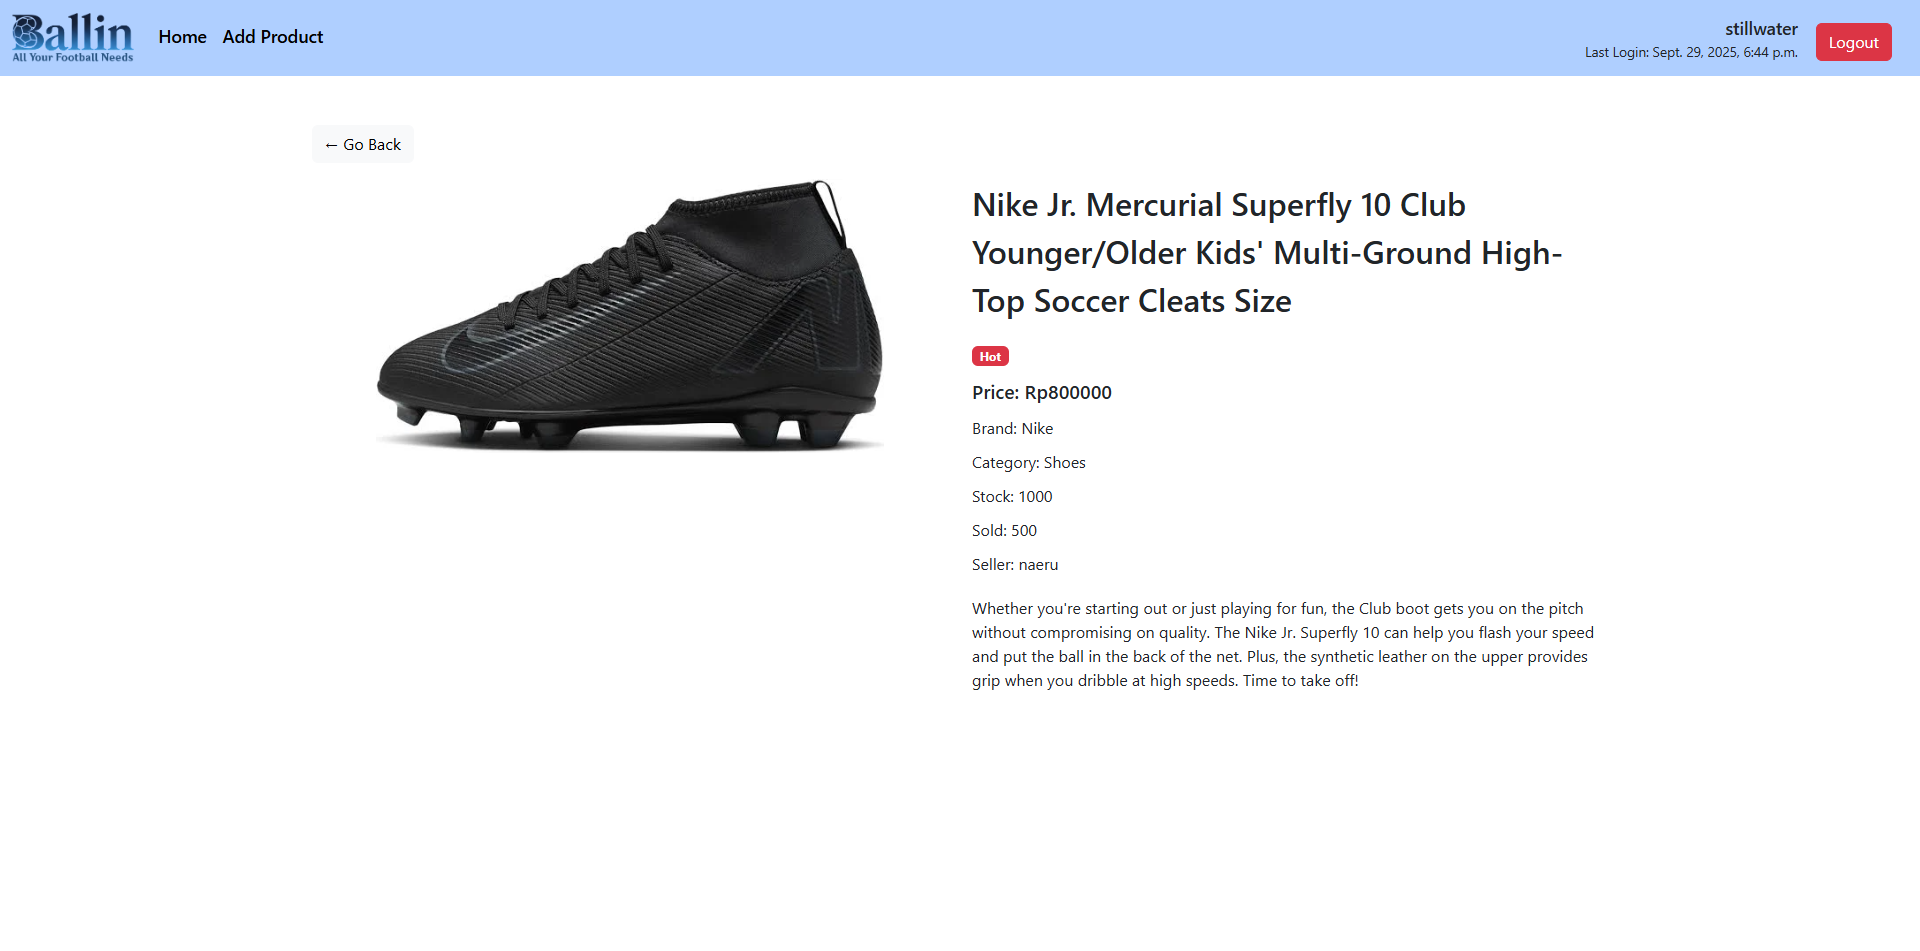 Ballin
All Your Football Needs
Home
Add Product
stillwater
Last Login: Sept. 29, 2025, 6:44 p.m.
Logout
← Go Back
Nike Jr. Mercurial Superfly 10 Club
Younger/Older Kids' Multi-Ground High-
Top Soccer Cleats Size
Hot
Price: Rp800000
Brand: Nike
Category: Shoes
Stock: 1000
Sold: 500
Seller: naeru
Whether you're starting out or just playing for fun, the Club boot gets you on the pitch
without compromising on quality. The Nike Jr. Superfly 10 can help you flash your speed
and put the ball in the back of the net. Plus, the synthetic leather on the upper provides
grip when you dribble at high speeds. Time to take off!